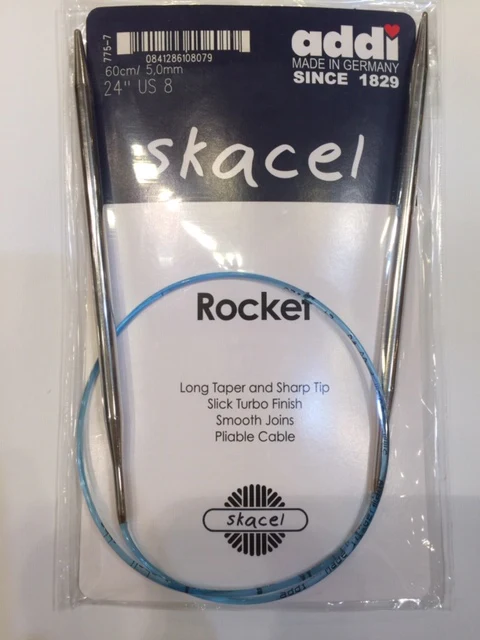 775-7
0841286108079
60cm/ 5,0mm
24" US 8
addi
MADE IN GERMANY
SINCE 1829
skacel
Rocket
Long Taper and Sharp Tip
Slick Turbo Finish
Smooth Joins
Pliable Cable
skacel
addi